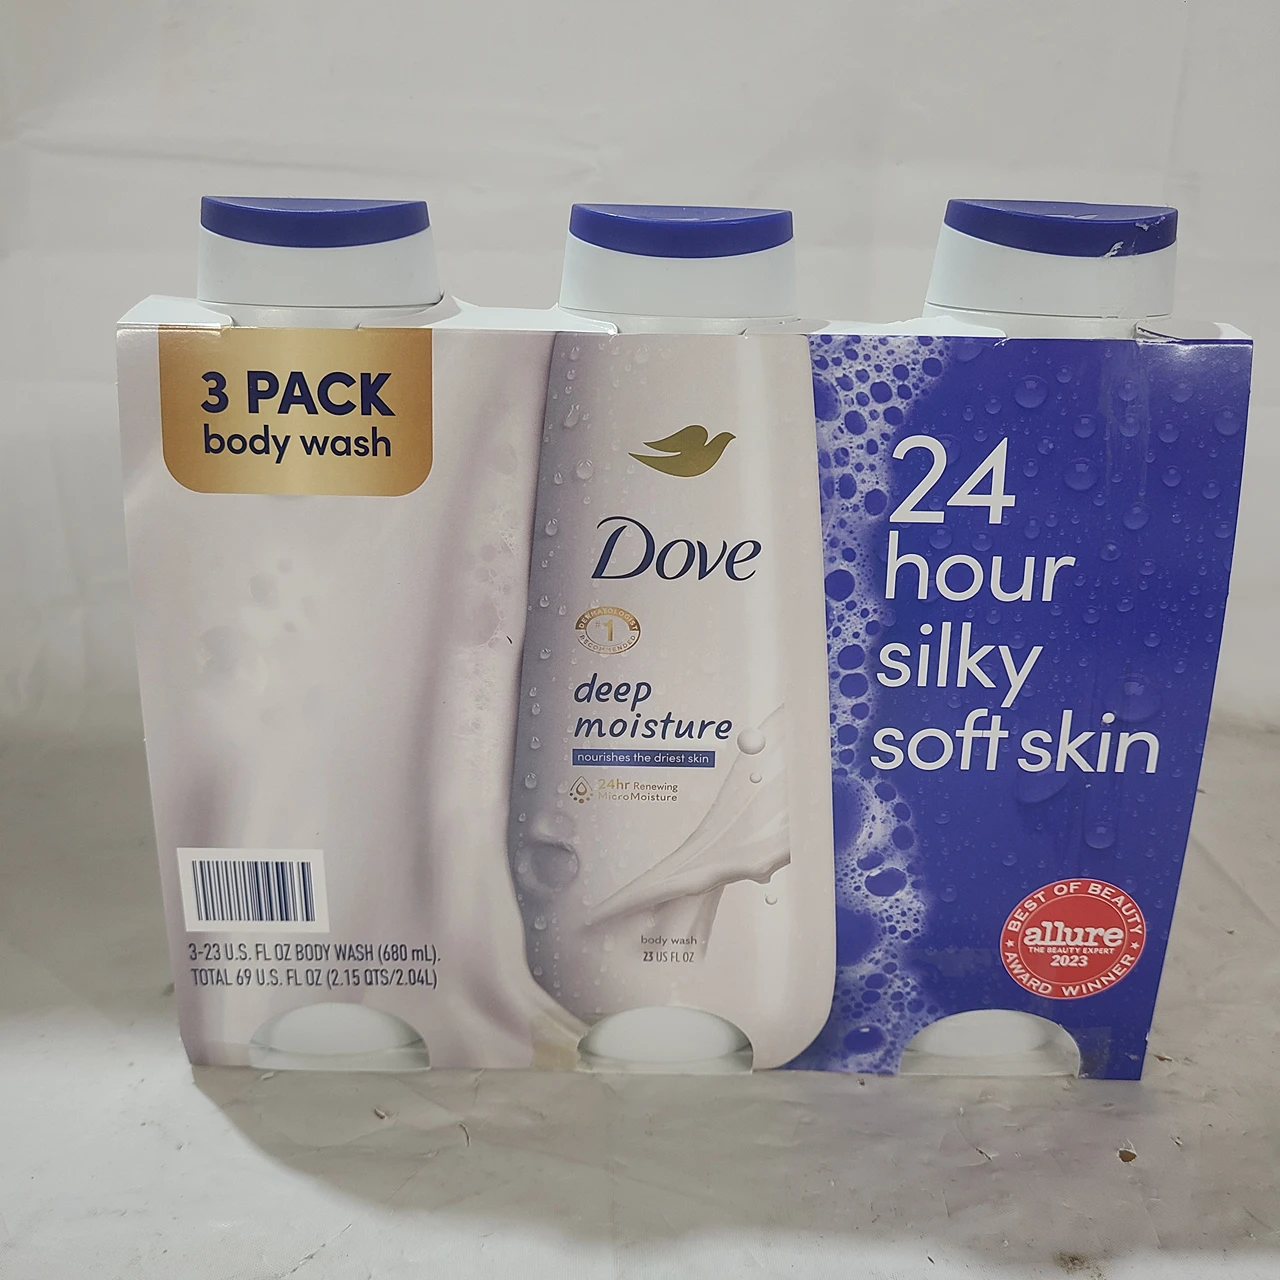 3 PACK
body wash
3-23 U.S. FL OZ BODY WASH (680 mL).
TOTAL 69 U.S. FL OZ (2.15 QTS/2.04L)
Dove
DERMATOLOGIST
#1
RECOMMENDED
deep
moisture
nourishes the driest skin
24hr Renewing
MicroMoisture
body wash
23 US FL OZ
24
hour
silky
soft skin
BEST OF BEAUTY
allure
THE BEAUTY EXPERT
2023
AWARD WINNER